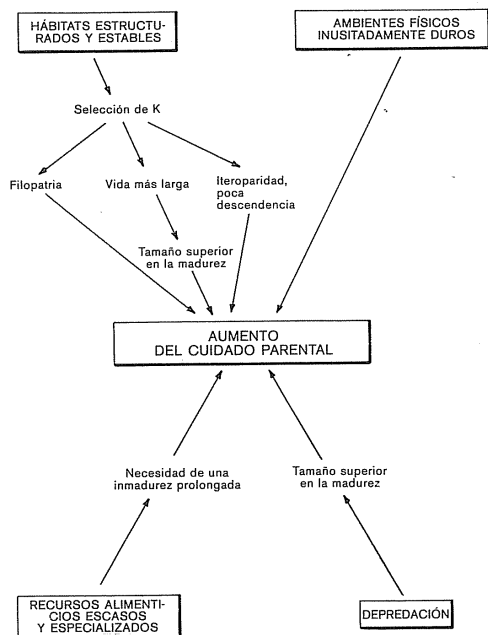 HÁBITATS ESTRUCTU-
RADOS Y ESTABLES
AMBIENTES FÍSICOS
INUSITADAMENTE DUROS
Selección de K
Filopatria
Vida más larga
Iteroparidad,
poca
descendencia
Tamaño superior
en la madurez
AUMENTO
DEL CUIDADO PARENTAL
Necesidad de una
inmadurez prolongada
Tamaño superior
en la madurez
RECURSOS ALIMENTI-
CIOS ESCASOS
Y ESPECIALIZADOS
DEPREDACIÓN